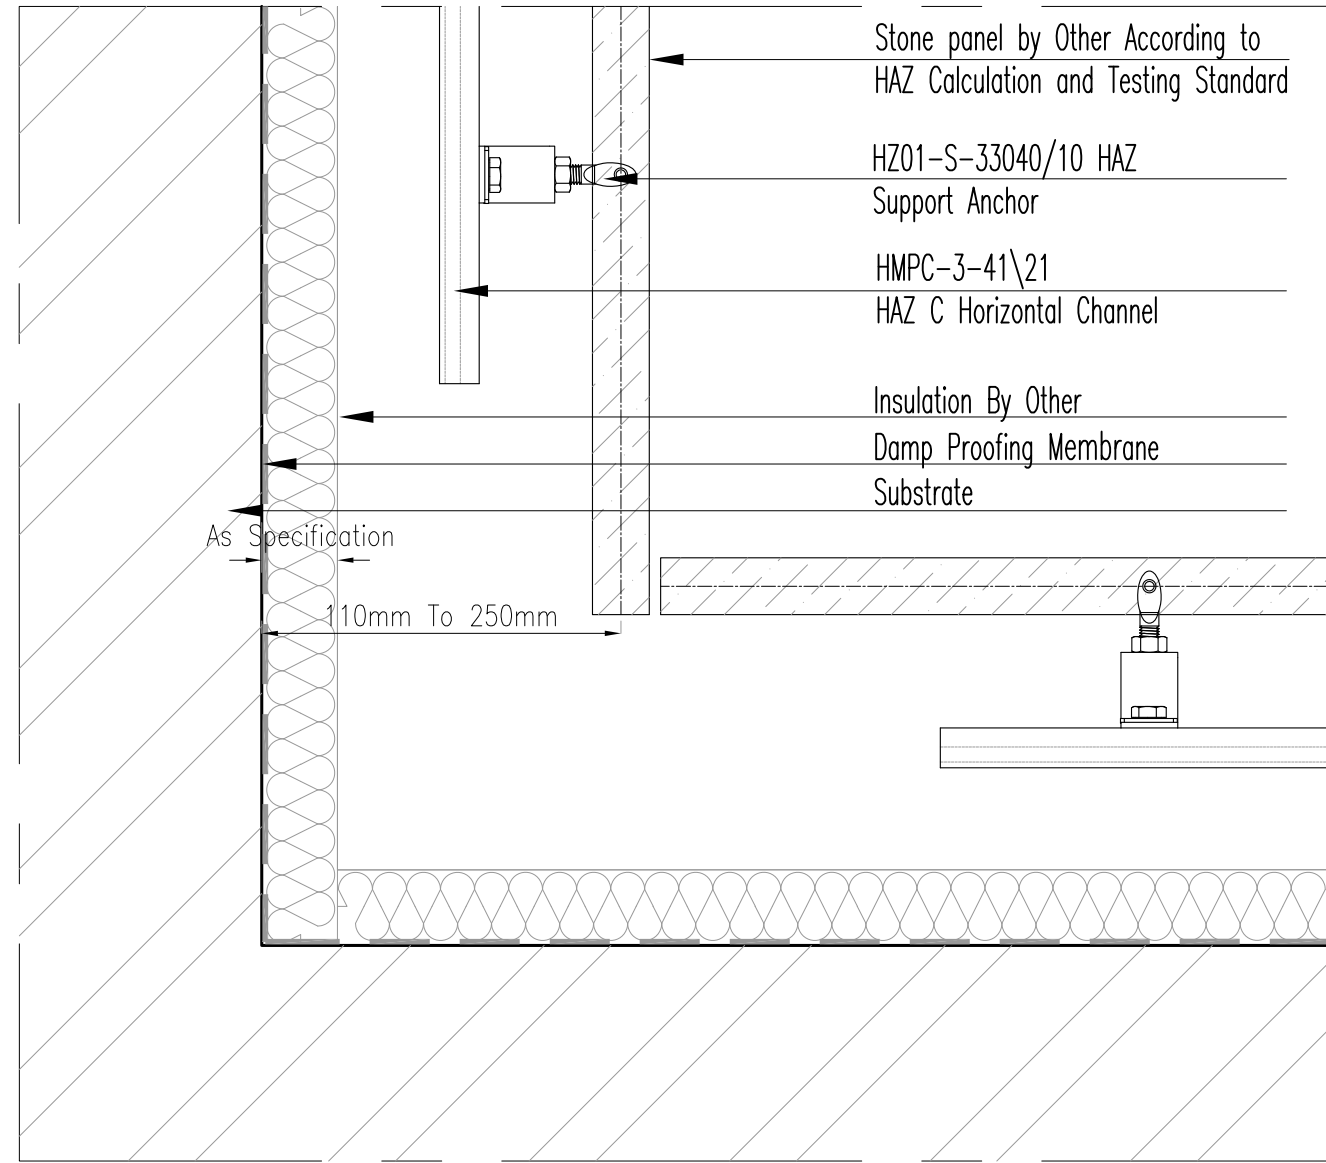 Stone panel by Other According to
HAZ Calculation and Testing Standard
HZ01-S-33040/10 HAZ
Support Anchor
HMPC-3-41\21
HAZ C Horizontal Channel
Insulation By Other
Damp Proofing Membrane
Substrate
As Specification
110mm To 250mm